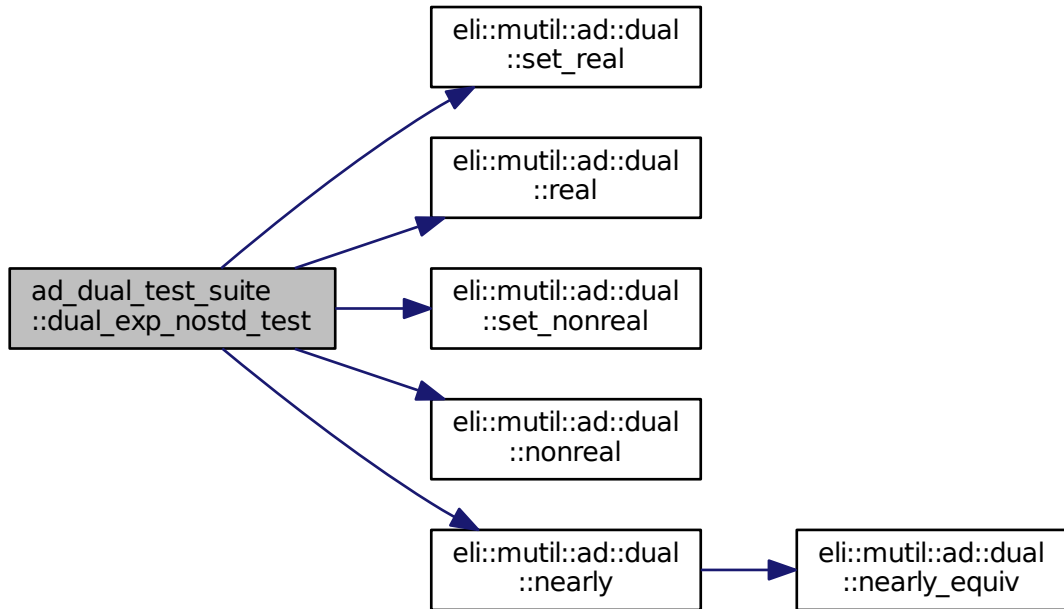 eli::mutil::ad::dual
::set_real
eli::mutil::ad::dual
::real
ad_dual_test_suite
::dual_exp_nostd_test
eli::mutil::ad::dual
::set_nonreal
eli::mutil::ad::dual
::nonreal
eli::mutil::ad::dual
::nearly
eli::mutil::ad::dual
::nearly_equiv